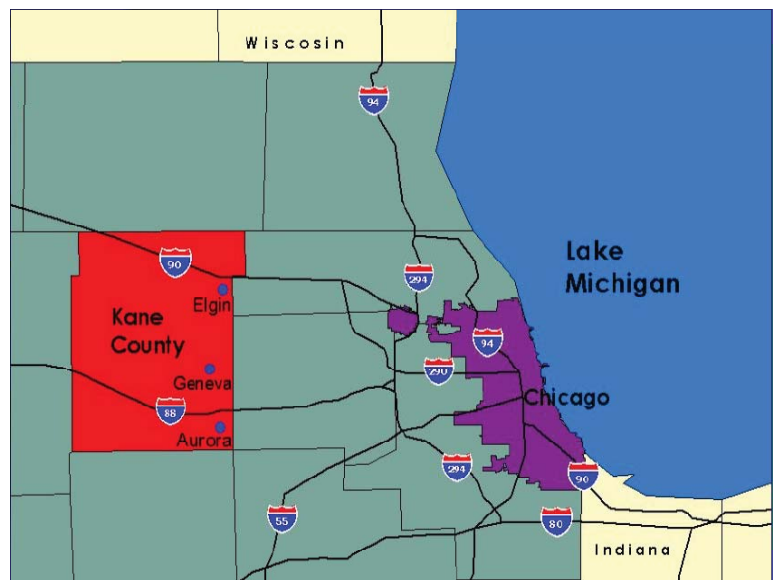 Wiscosin
94
90
294
Elgin
Lake
Michigan
Kane
County
94
Geneva
290
Chicago
88
Aurora
294
90
55
80
Indiana